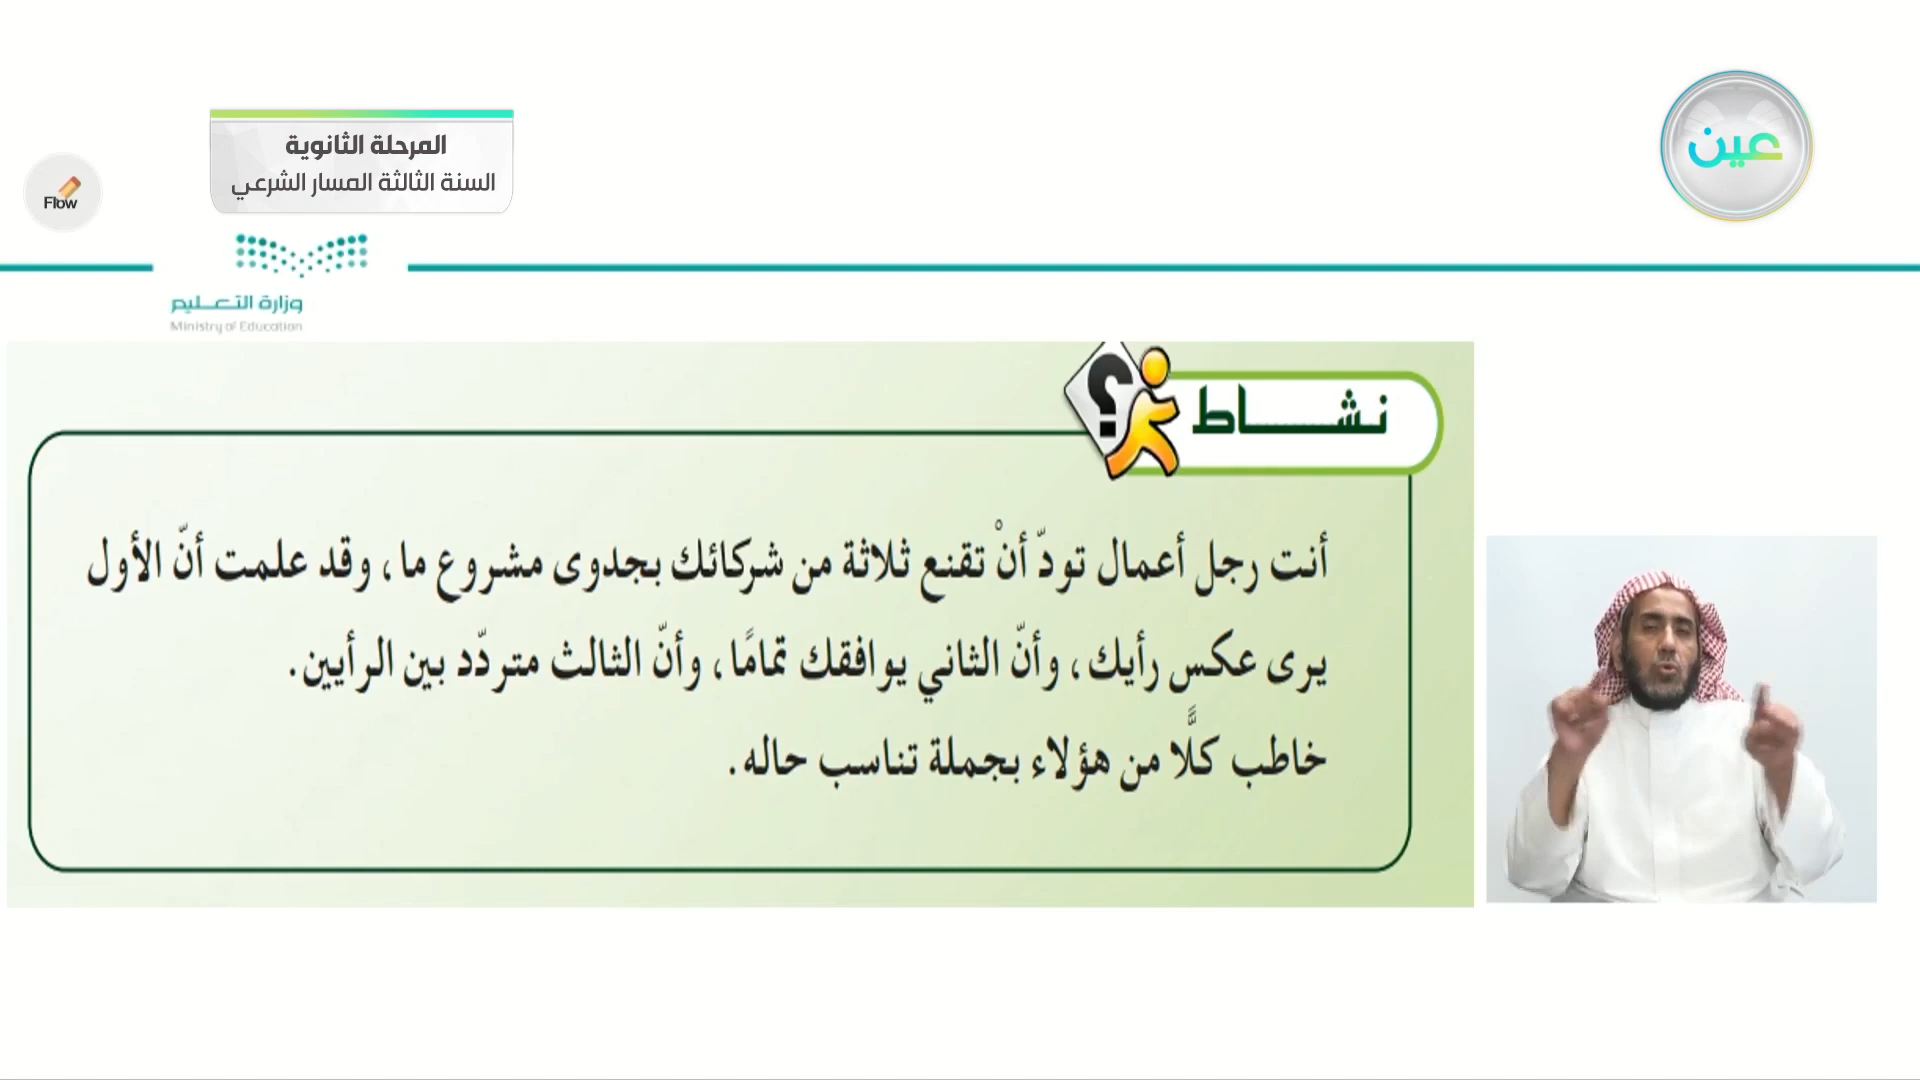 عين
المرحلة الثانوية
السنة الثالثة المسار الشرعي
Flow
وزارة التعليم
Ministry of Education
نشاط
أنت رجل أعمال تودّ أنْ تقنع ثلاثة من شركائك بجدوى مشروع ما، وقد علمت أنّ الأول
يرى عكس رأيك، وأنّ الثاني يوافقك تمامًا، وأنّ الثالث متردّد بين الرأيين.
خاطب كلًّا من هؤلاء بجملة تناسب حاله.